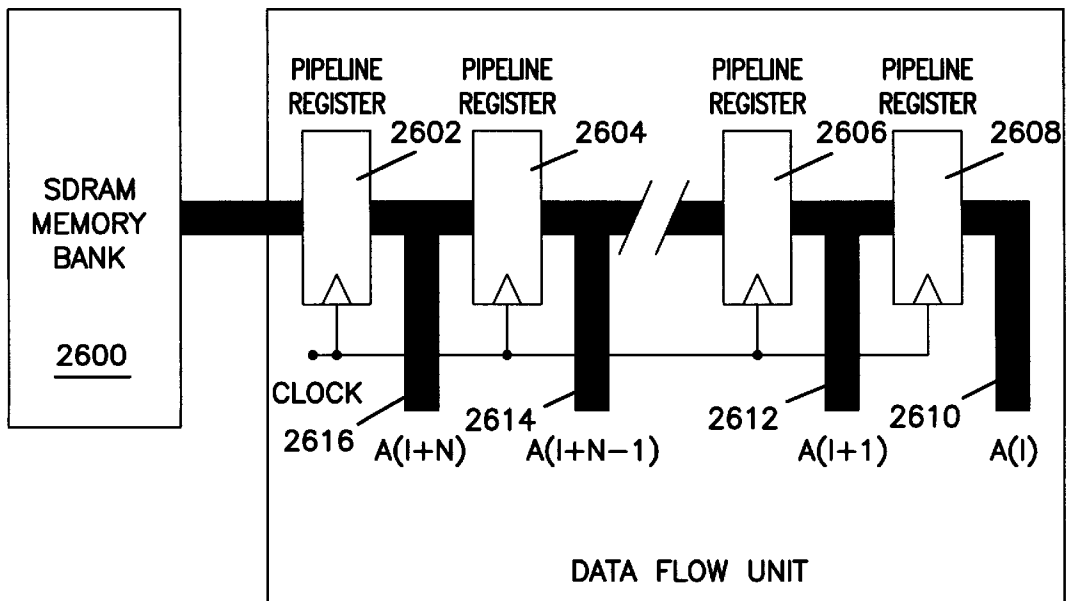 PIPELINE
REGISTER
PIPELINE
REGISTER
PIPELINE
REGISTER
PIPELINE
REGISTER
2602
2604
2606
2608
SDRAM
MEMORY
BANK
2600
CLOCK
2616
2614
2612
2610
A(I+N)
A(I+N-1)
A(I+1)
A(I)
DATA FLOW UNIT